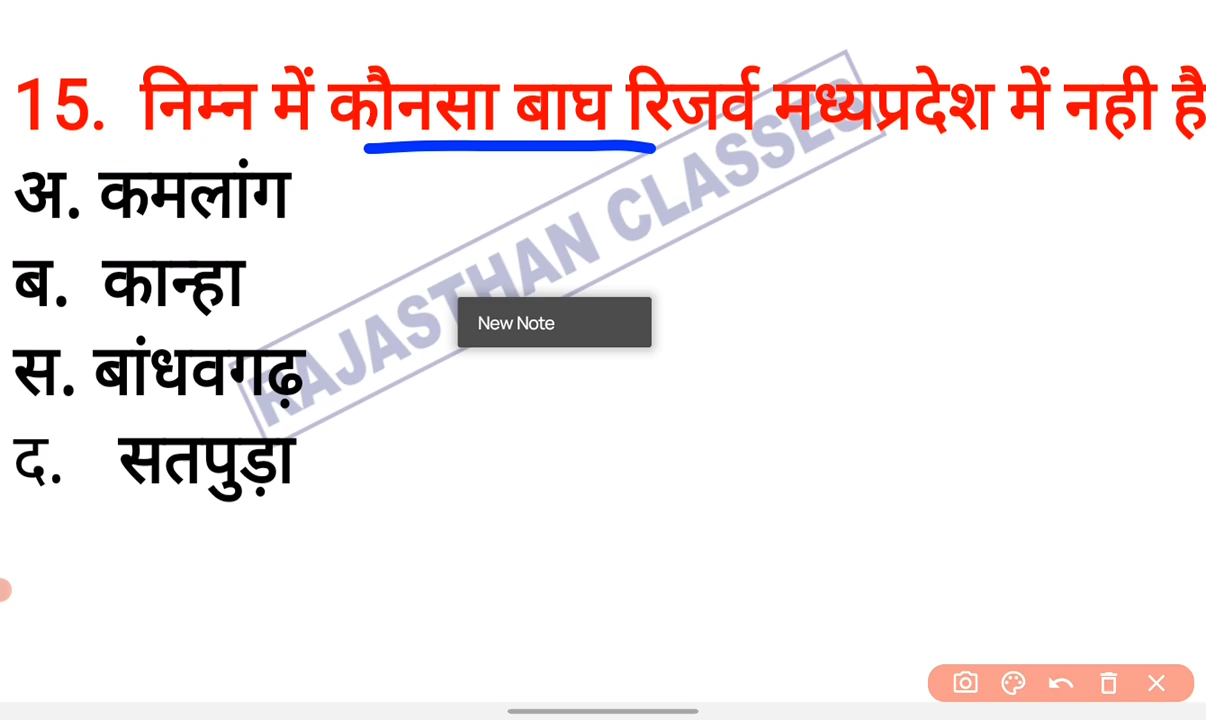 15. निम्न में कौनसा बाघ रिजर्व मध्यप्रदेश में नही है
अ. कमलांग
ब. कान्हा
स. बांधवगढ़
द. सतपुड़ा
RAJASTHAN CLASSES
New Note